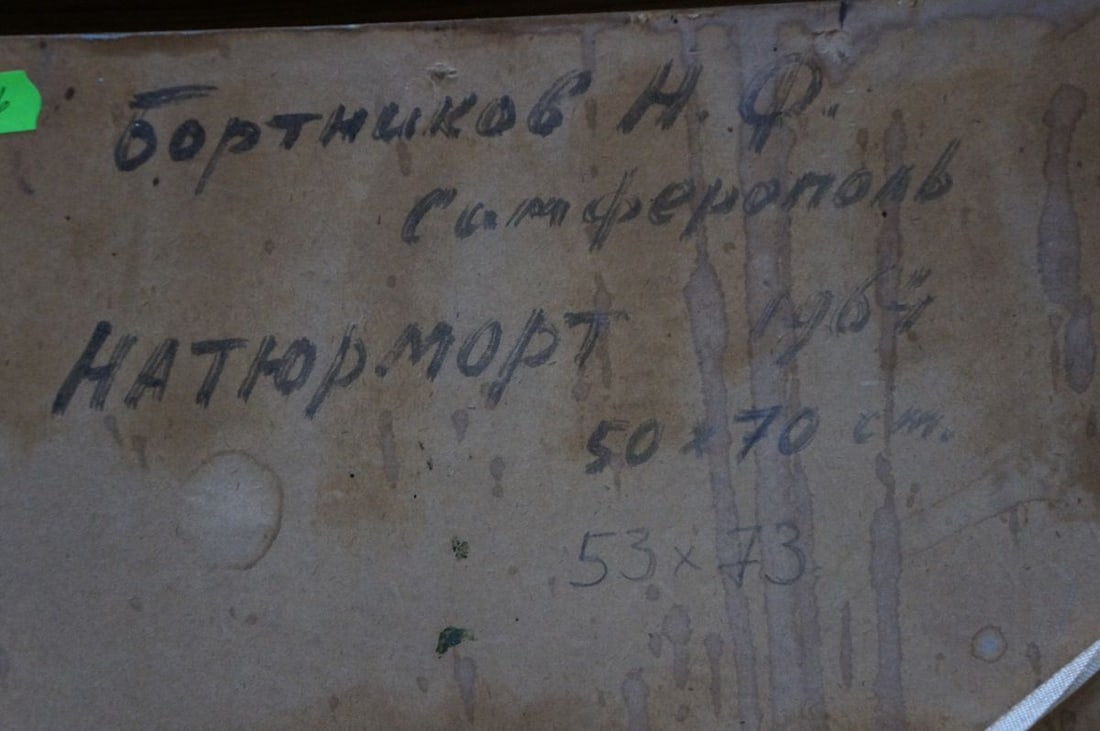 Бортников Н. Ф.
Симферополь
НАТЮРМОРТ 1964
50 х 70 см.
53 х 73